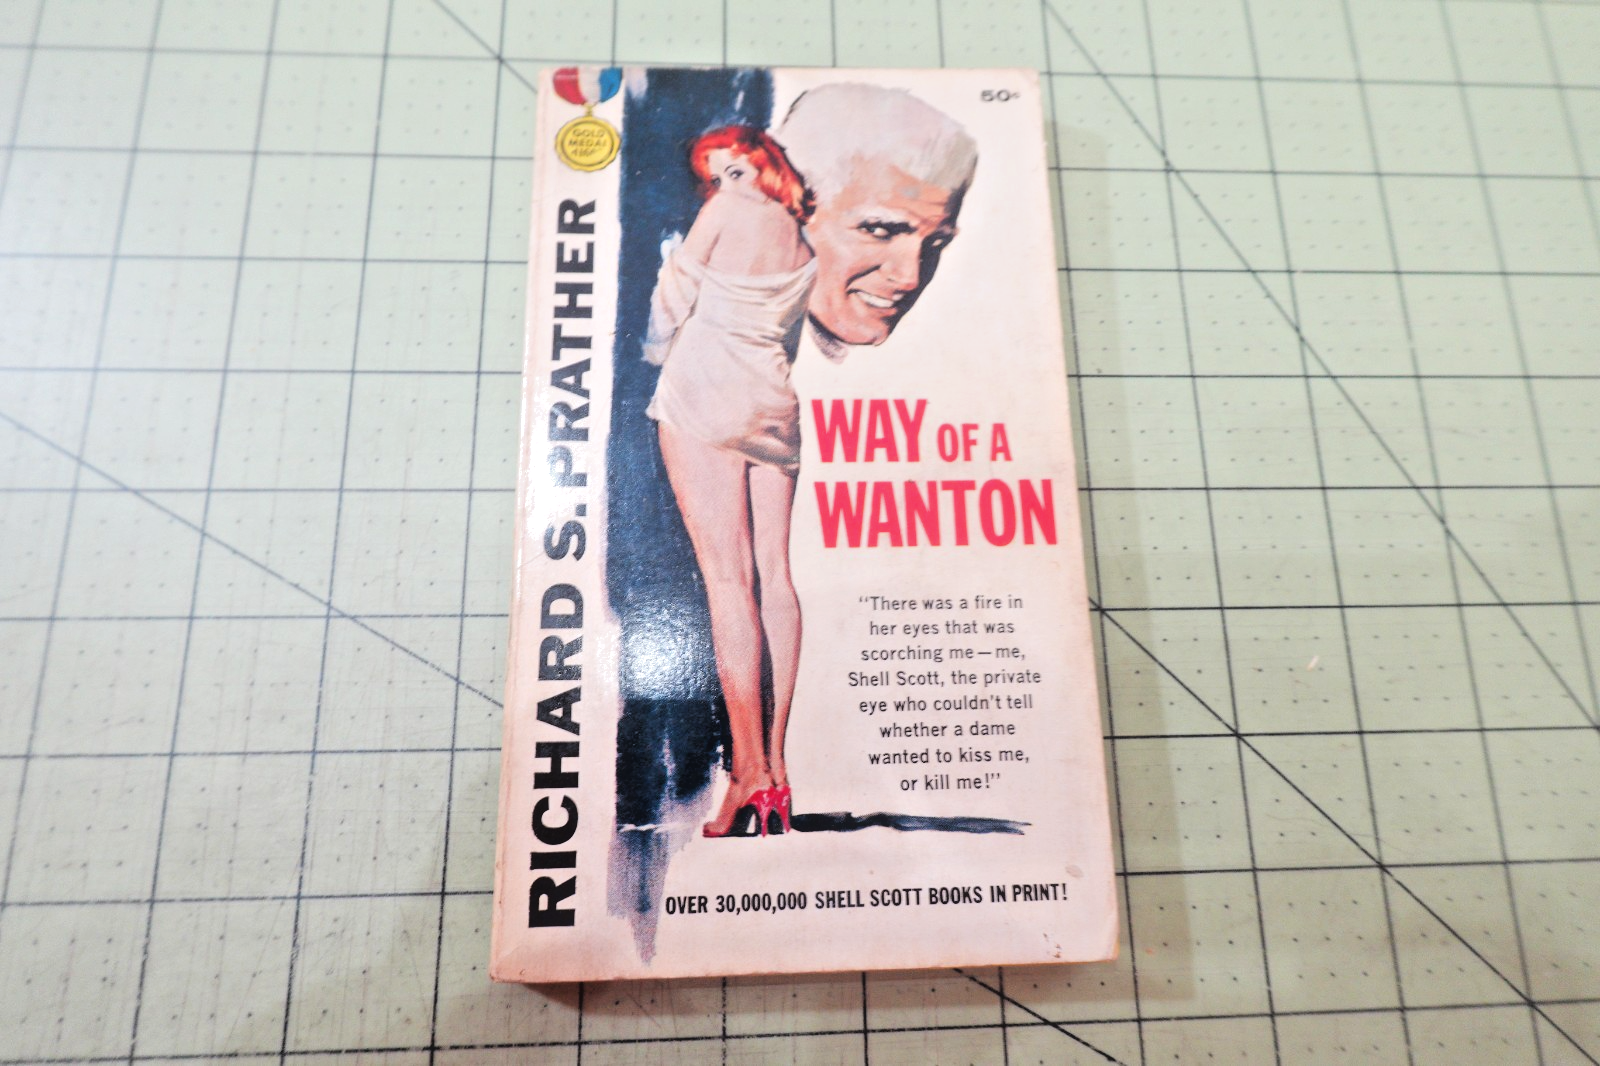 GOLD
MEDAL
50¢
RICHARD S. PRATHER
WAY OF A
WANTON
"There was a fire in
her eyes that was
scorching me—me,
Shell Scott, the private
eye who couldn't tell
whether a dame
wanted to kiss me,
or kill me!"
OVER 30,000,000 SHELL SCOTT BOOKS IN PRINT!